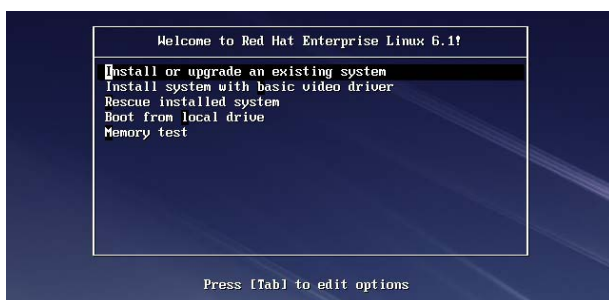 Welcome to Red Hat Enterprise Linux 6.1!
Install or upgrade an existing system
Install system with basic video driver
Rescue installed system
Boot from local drive
Memory test
Press [Tab] to edit options